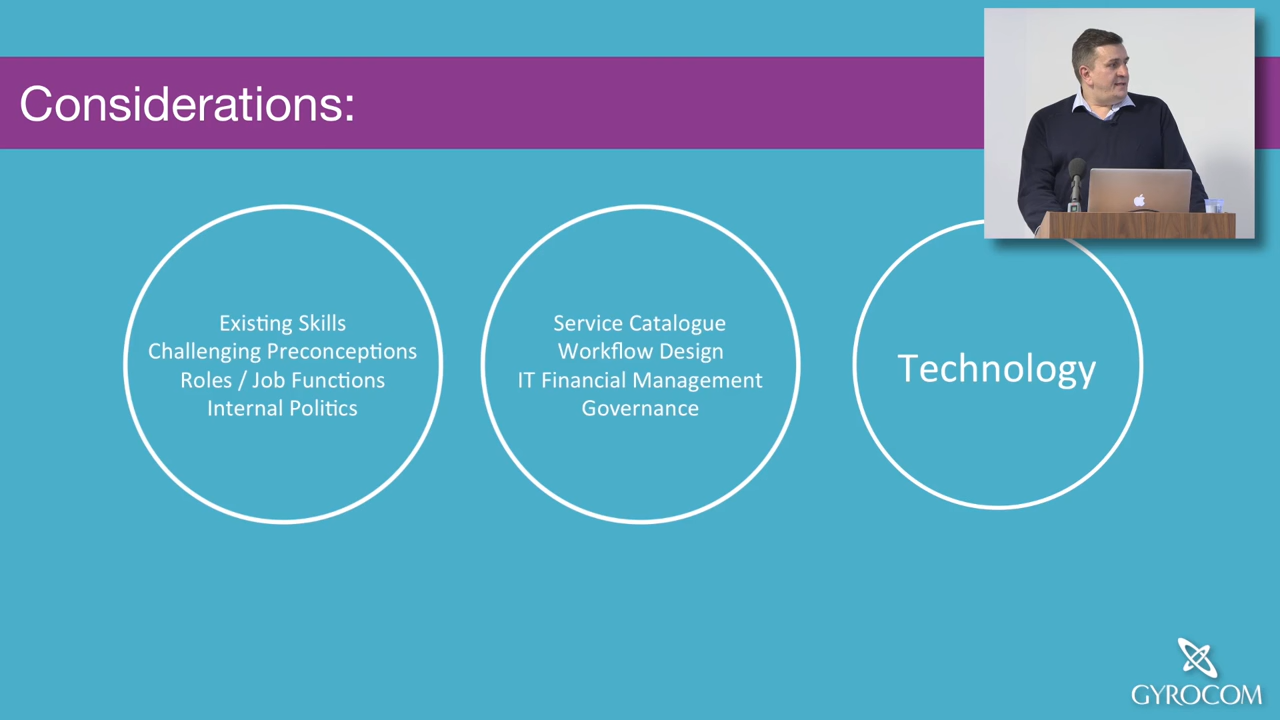 Considerations:
Existing Skills
Challenging Preconceptions
Roles / Job Functions
Internal Politics
Service Catalogue
Workflow Design
IT Financial Management
Governance
Technology
GYROCOM